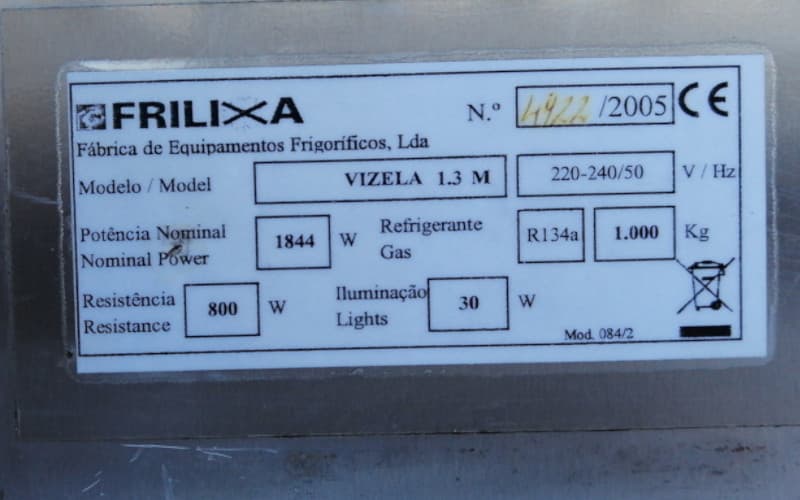 FRILIXA N.º 4922/2005 CE
Fábrica de Equipamentos Frigoríficos, Lda
Modelo / Model VIZELA 1.3 M 220-240/50 V / Hz
Potência Nominal
Nominal Power
1844 W
Refrigerante
Gas
R134a 1.000 Kg
Resistência
Resistance
800 W
Iluminação
Lights
30 W
Mod. 084/2